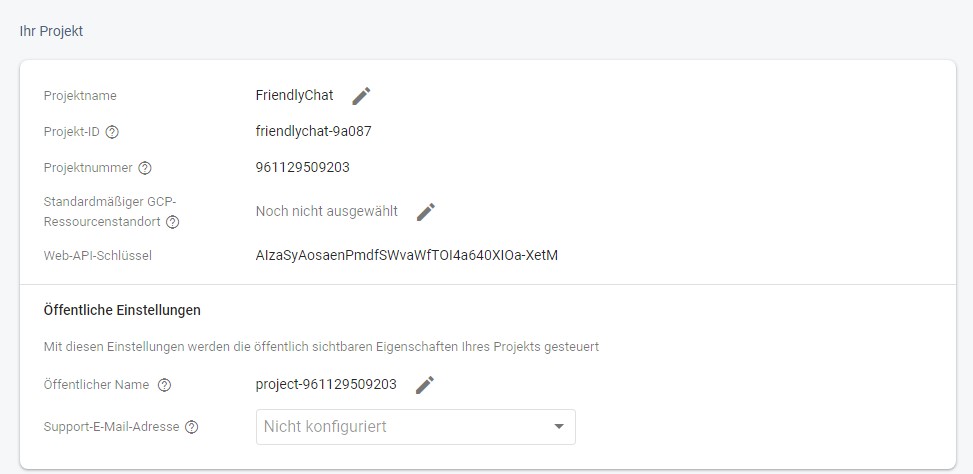 Ihr Projekt
Projektname FriendlyChat
Projekt-ID friendlychat-9a087
Projektnummer 961129509203
Standardmäßiger GCP-
Ressourcenstandort Noch nicht ausgewählt
Web-API-Schlüssel AIzaSyAosaenPmdfSWvaWfTOI4a640XIOa-XetM
Öffentliche Einstellungen
Mit diesen Einstellungen werden die öffentlich sichtbaren Eigenschaften Ihres Projekts gesteuert
Öffentlicher Name project-961129509203
Support-E-Mail-Adresse Nicht konfiguriert